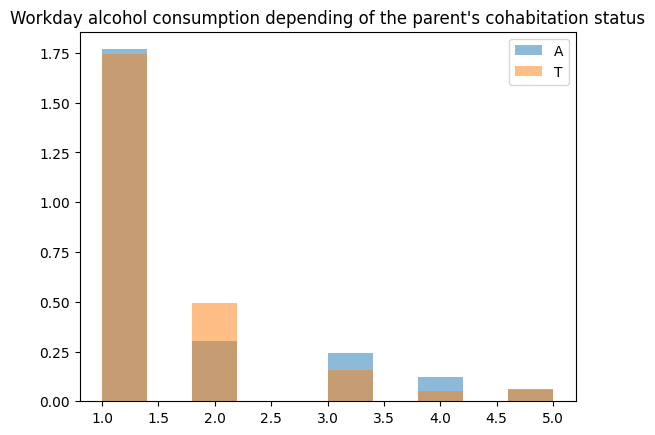 Workday alcohol consumption depending of the parent's cohabitation status
A
T
1.75
1.50
1.25
1.00
0.75
0.50
0.25
0.00
1.0 1.5 2.0 2.5 3.0 3.5 4.0 4.5 5.0